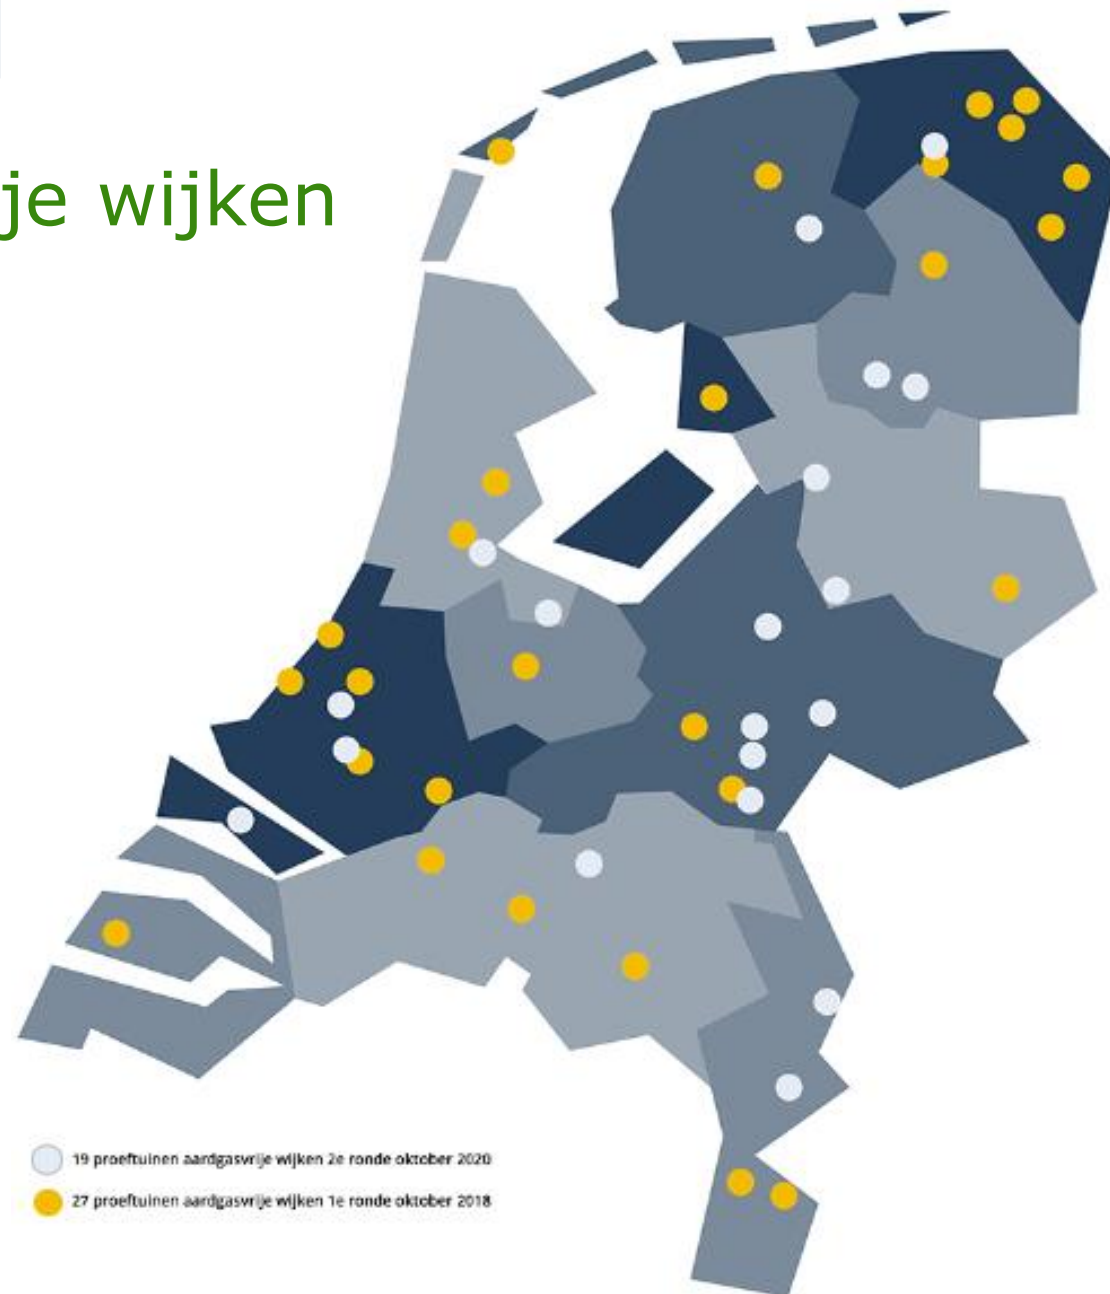 je wijken
19 proeftuinen aardgasvrije wijken 2e ronde oktober 2020
27 proeftuinen aardgasvrije wijken 1e ronde oktober 2018